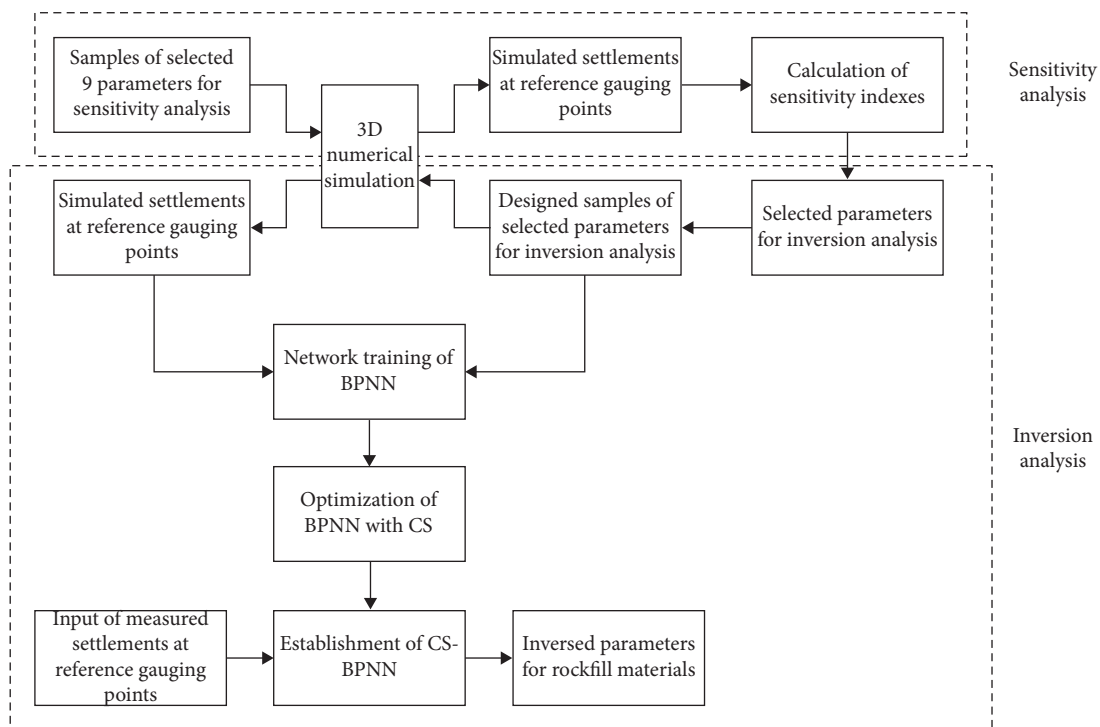 Samples of selected
9 parameters for
sensitivity analysis
3D
numerical
simulation
Simulated settlements
at reference gauging
points
Calculation of
sensitivity indexes
Sensitivity
analysis
Simulated settlements
at reference gauging
points
Designed samples of
selected parameters
for inversion analysis
Selected parameters
for inversion analysis
Network training of
BPNN
Inversion
analysis
Optimization of
BPNN with CS
Input of measured
settlements at
reference gauging
points
Establishment of CS-
BPNN
Inversed parameters
for rockfill materials